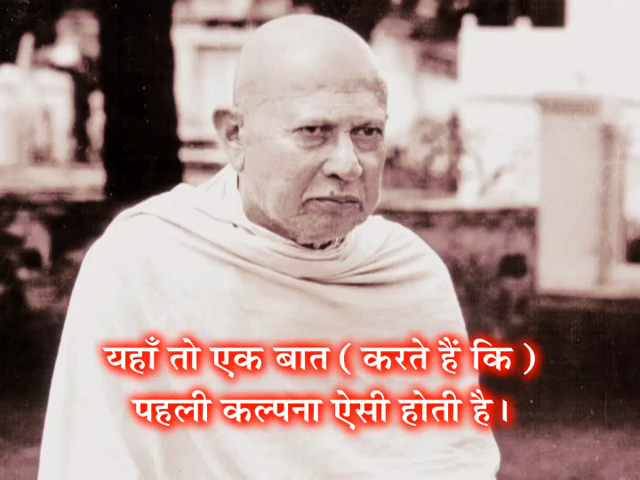 यहाँ तो एक बात ( करते हैं कि )
पहली कल्पना ऐसी होती है।